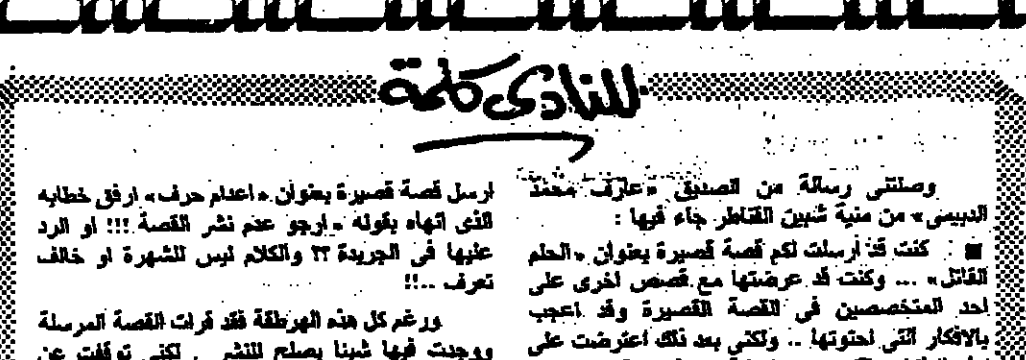 للنادى كلمة
وصلتنى رسالة من الصديق «عارف محمد
الدبيسى» من منية شبين القناطر جاء فيها :
■ كنت قد أرسلت لكم قصة قصيرة بعنوان «الحلم
القاتل» ... وكنت قد عرضتها مع قصص اخرى على
احد المتخصصين فى القصة القصيرة وقد اعجب
بالافكار التى احتوتها .. ولكنى بعد ذلك اعترضت على
ارسل قصة قصيرة بعنوان «اعدام حرف» ارفق خطابه
الذى انهاه بقوله «ارجو عدم نشر القصة !!! او الرد
عليها فى الجريدة ؟؟ والكلام ليس للشهرة او خالف
تعرف ..!!
ورغم كل هذه الهرطقة فقد قرات القصة المرسلة
ووجدت فيها شيئا يصلح للنشر . لكنى توقفت عن